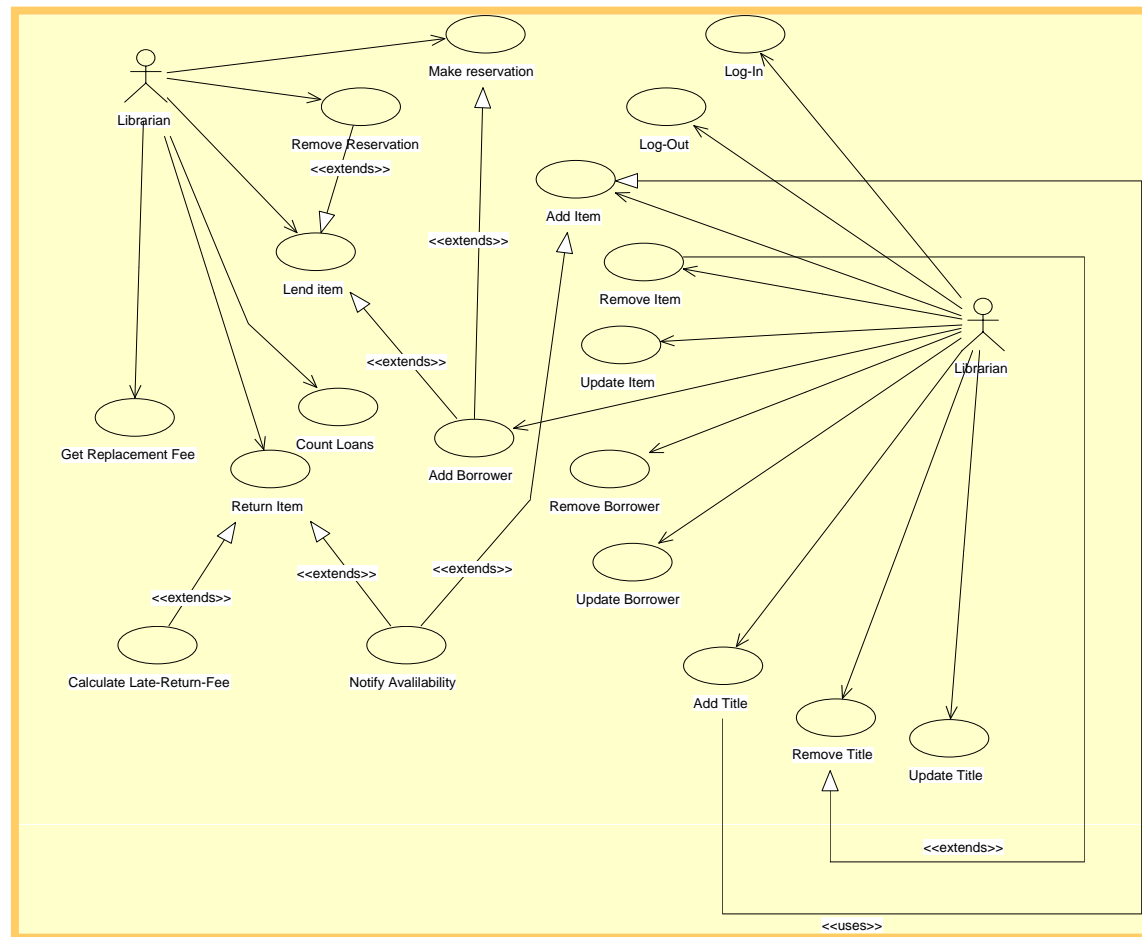 Make reservation
Log-In
Librarian
Remove Reservation
Log-Out
<<extends>>
Add Item
<<extends>>
Lend item
Remove Item
<<extends>>
Update Item
Librarian
Get Replacement Fee
Count Loans
Add Borrower
Return Item
Remove Borrower
<<extends>>
<<extends>>
<<extends>>
Update Borrower
Calculate Late-Return-Fee
Notify Avalilability
Add Title
Remove Title
Update Title
<<extends>>
<<uses>>